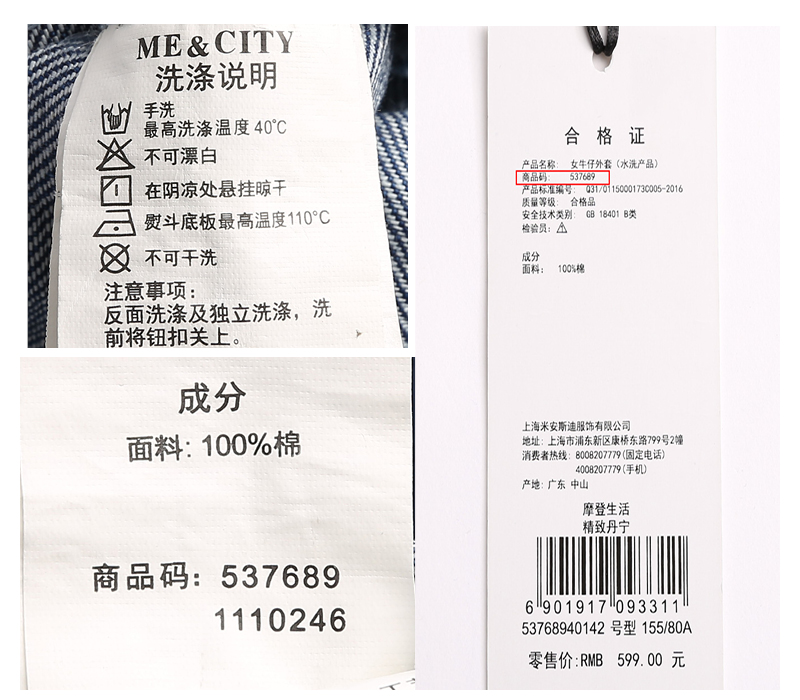 ME&CITY
洗涤说明
手洗
最高洗涤温度40℃
不可漂白
在阴凉处悬挂晾干
熨斗底板最高温度110℃
不可干洗
注意事项:
反面洗涤及独立洗涤，洗
前将钮扣关上。
成分
面料: 100%棉
商品码: 537689
1110246
合格证
产品名称: 女牛仔外套（水洗产品）
商品码: 537689
产品标准编号: Q31/0115000173C005-2016
质量等级: 合格品
安全技术类别: GB 18401 B类
检验员:
成分
面料: 100%棉
上海米安斯迪服饰有限公司
地址: 上海市浦东新区康桥东路799号2幢
消费者热线: 8008207779(固定电话)
4008207779(手机)
产地: 广东 中山
摩登生活
精致丹宁
6 901917 093311
53768940142 号型 155/80A
零售价:RMB 599.00 元